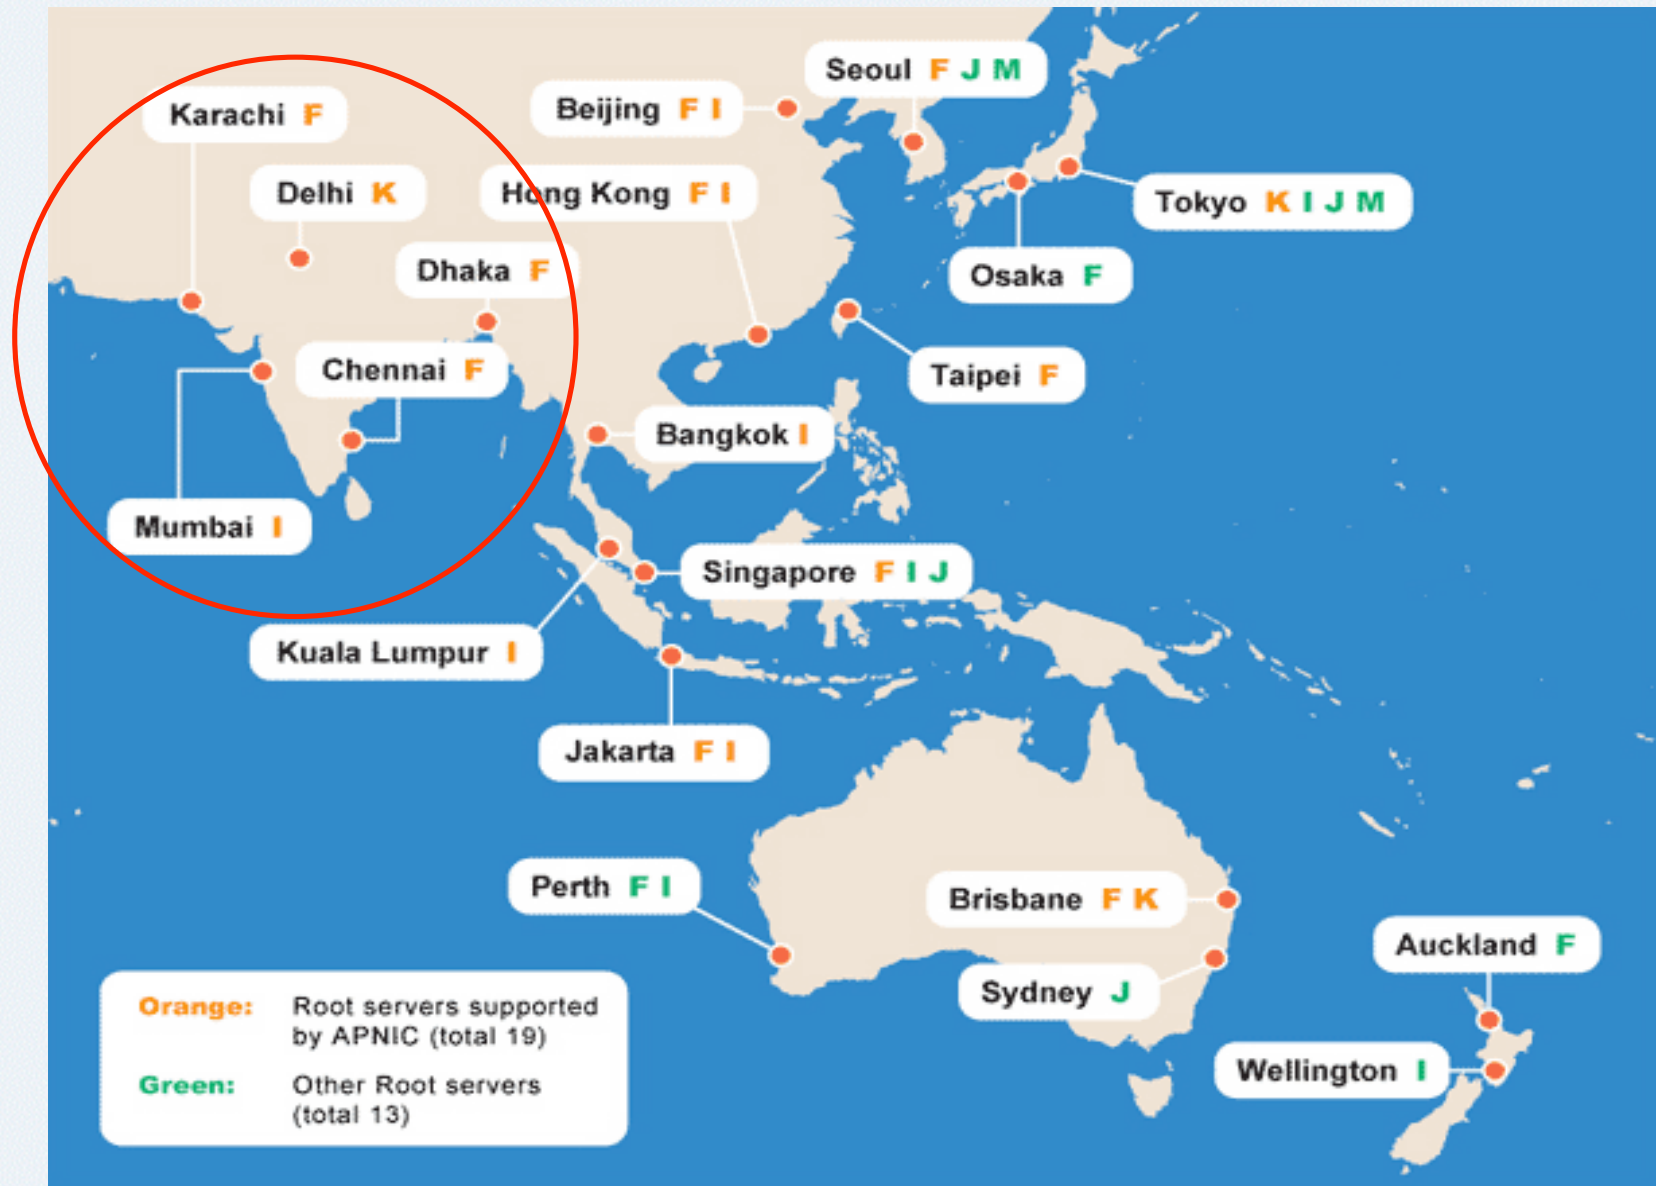 Seoul F J M
Karachi F
Beijing F I
Delhi K
Hong Kong F I
Tokyo K I J M
Dhaka F
Osaka F
Chennai F
Taipei F
Bangkok I
Mumbai I
Singapore F I J
Kuala Lumpur I
Jakarta F I
Perth F I
Brisbane F K
Auckland F
Sydney J
Wellington I
Orange: Root servers supported
by APNIC (total 19)
Green: Other Root servers
(total 13)